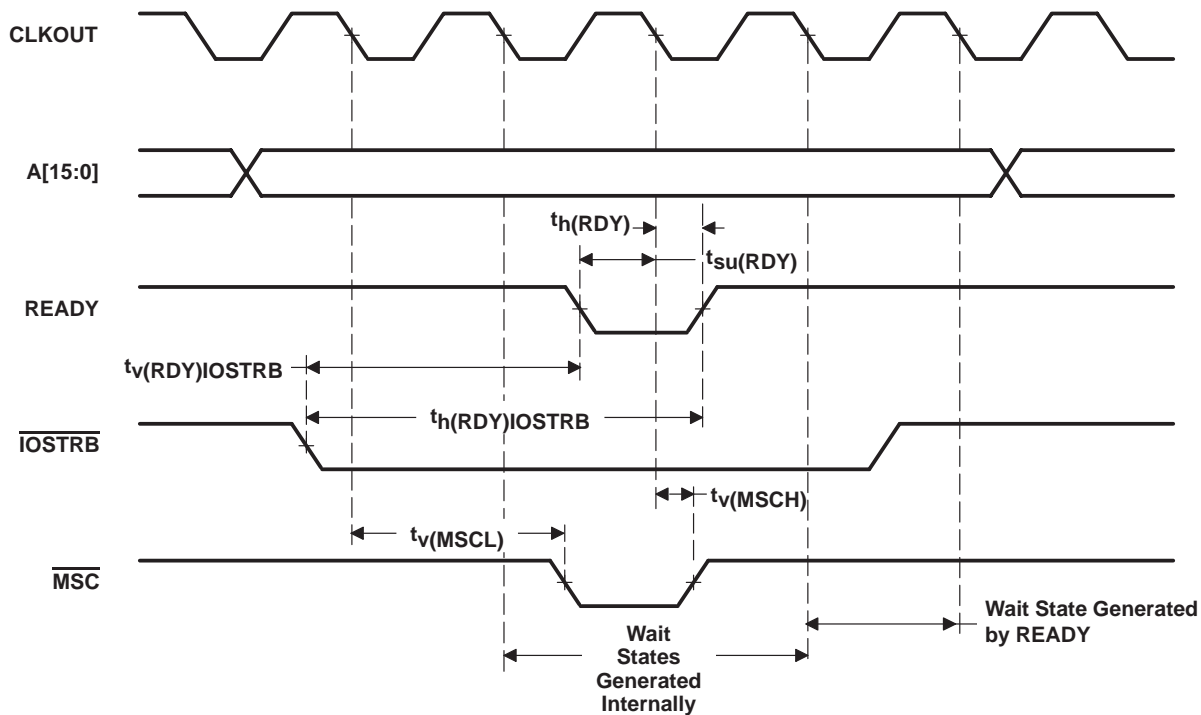 CLKOUT
A[15:0]
th(RDY)
tsu(RDY)
READY
tv(RDY)IOSTRB
th(RDY)IOSTRB
IOSTRB
tv(MSCH)
tv(MSCL)
MSC
Wait State Generated
by READY
Wait
States
Generated
Internally